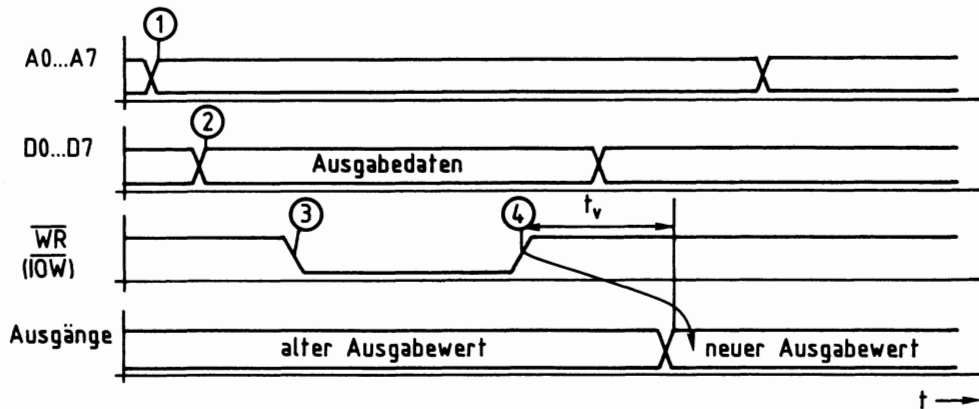 1
A0...A7
2
D0...D7
Ausgabedaten
3
4
tv
WR
(IOW)
Ausgänge
alter Ausgabewert
neuer Ausgabewert
t